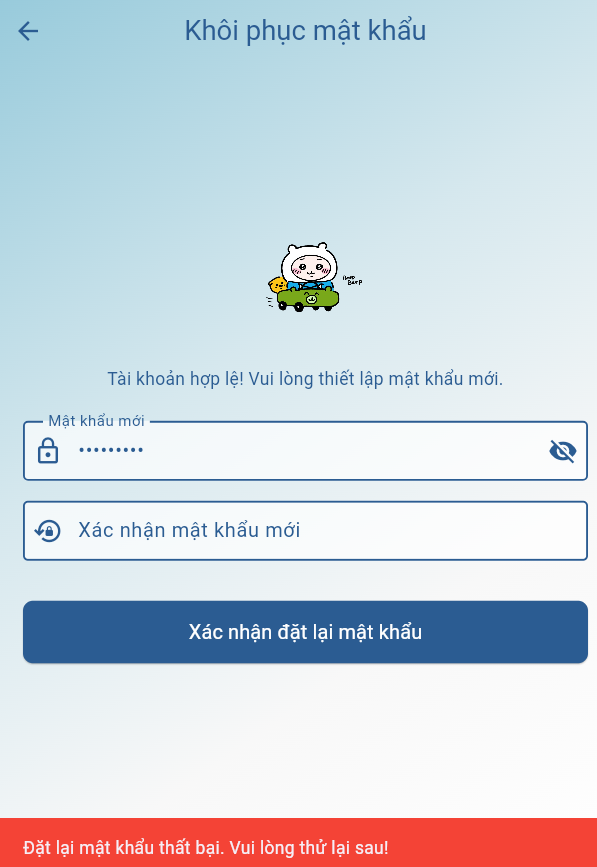 Khôi phục mật khẩu
Tài khoản hợp lệ! Vui lòng thiết lập mật khẩu mới.
Mật khẩu mới
•••••••••
Xác nhận mật khẩu mới
Xác nhận đặt lại mật khẩu
Đặt lại mật khẩu thất bại. Vui lòng thử lại sau!